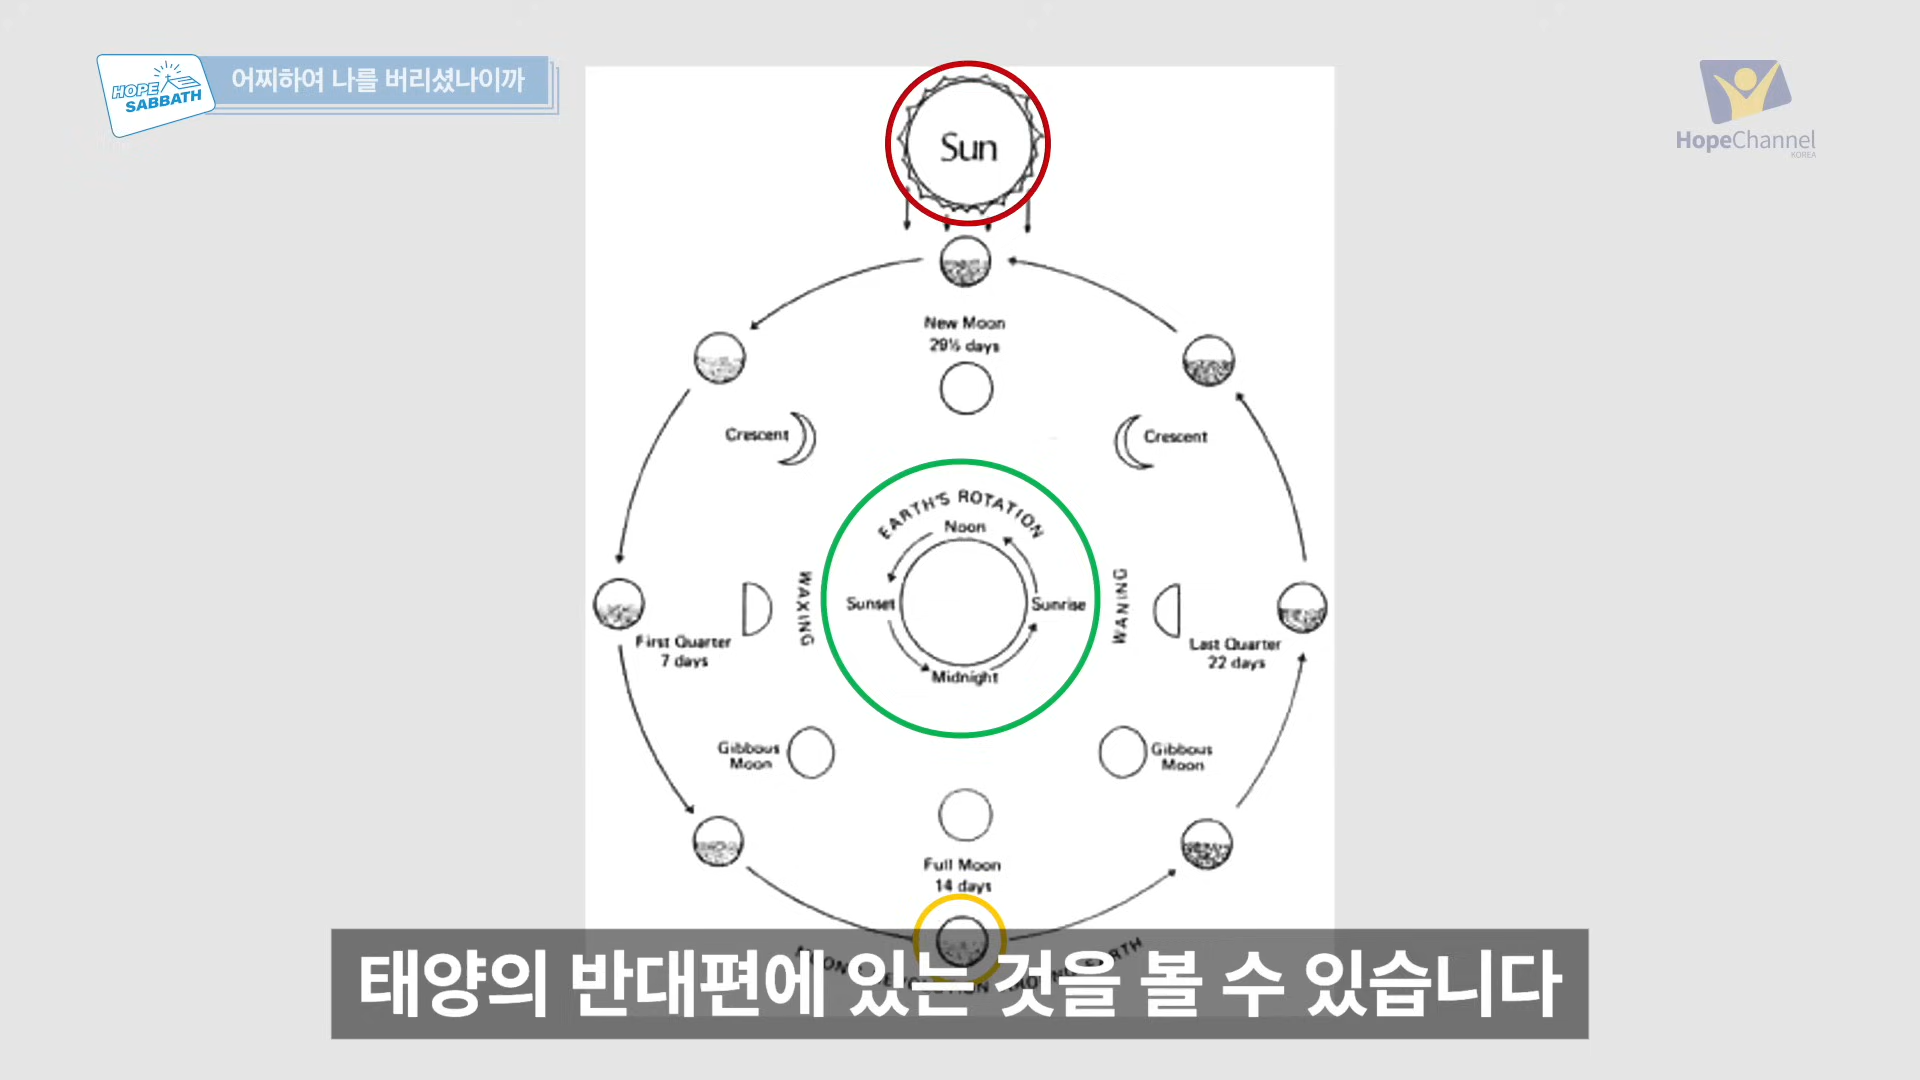 HOPE
SABBATH
어찌하여 나를 버리셨나이까
HopeChannel
KOREA
Sun
New Moon
29½ days
Crescent
Crescent
EARTH'S ROTATION
Noon
Sunset
Sunrise
Midnight
WAXING
WANING
First Quarter
7 days
Last Quarter
22 days
Gibbous
Moon
Gibbous
Moon
Full Moon
14 days
태양의 반대편에 있는 것을 볼 수 있습니다